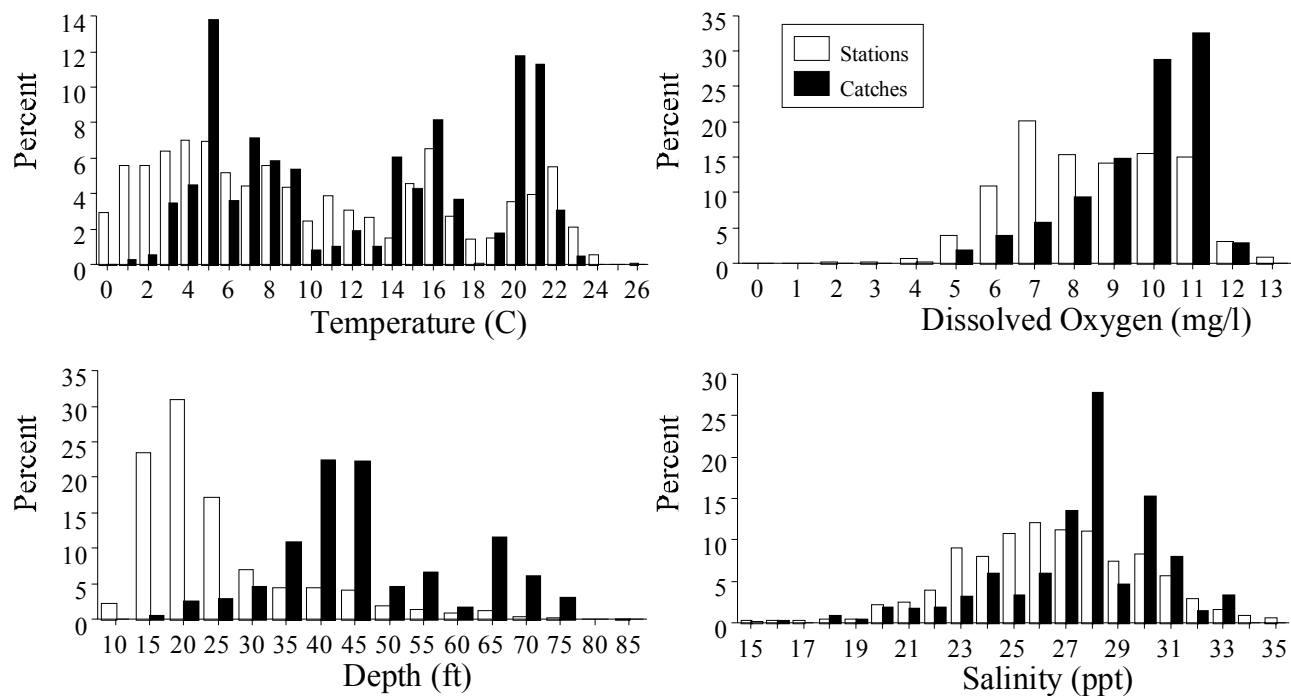 14
12
10
8
6
4
2
0
Percent
0 2 4 6 8 10 12 14 16 18 20 22 24 26
Temperature (C)
35
30
25
20
15
10
5
0
Percent
Stations
Catches
0 1 2 3 4 5 6 7 8 9 10 11 12 13
Dissolved Oxygen (mg/l)
35
30
25
20
15
10
5
0
Percent
10 15 20 25 30 35 40 45 50 55 60 65 70 75 80 85
Depth (ft)
30
25
20
15
10
5
0
Percent
15 17 19 21 23 25 27 29 31 33 35
Salinity (ppt)